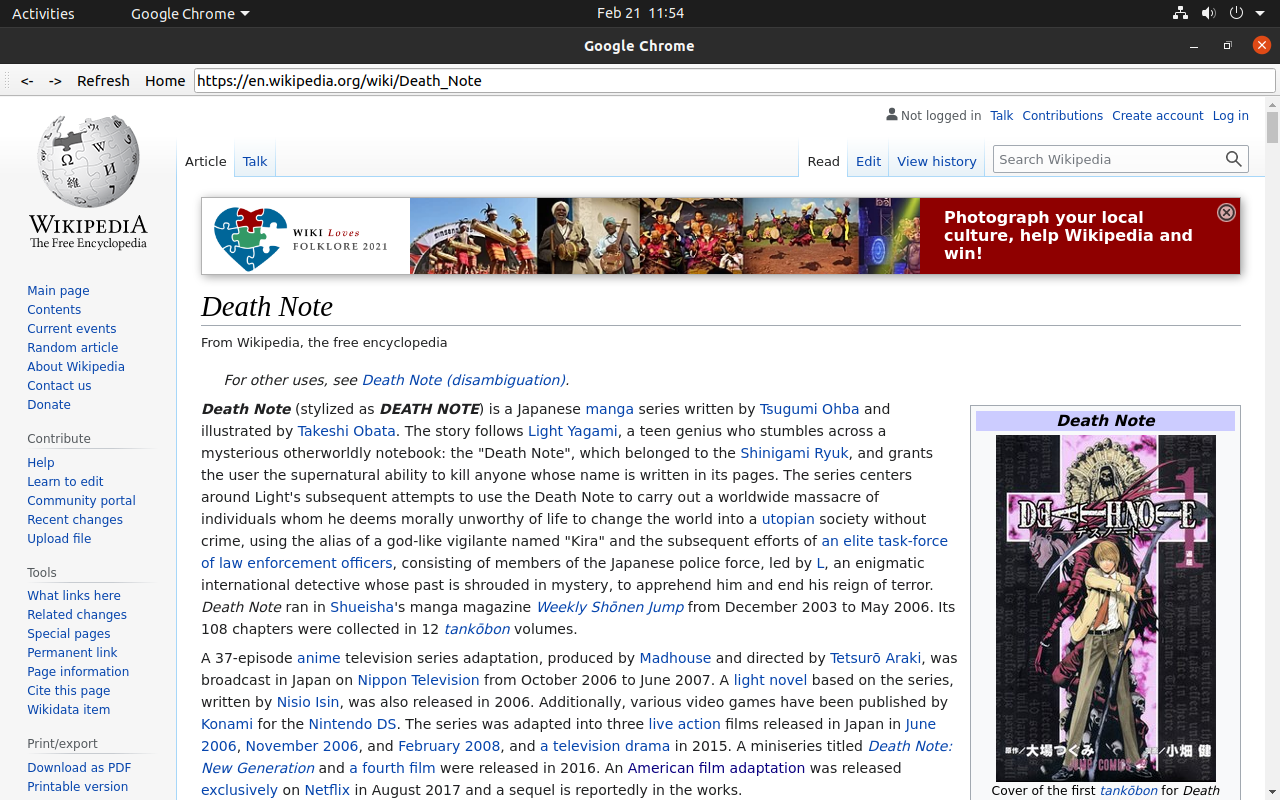 Activities
Google Chrome
Feb 21 11:54
Google Chrome
<- -> Refresh Home https://en.wikipedia.org/wiki/Death_Note
Not logged in Talk Contributions Create account Log in
Article Talk Read Edit View history Search Wikipedia
WIKIPEDIA
The Free Encyclopedia
Main page
Contents
Current events
Random article
About Wikipedia
Contact us
Donate
Contribute
Help
Learn to edit
Community portal
Recent changes
Upload file
Tools
What links here
Related changes
Special pages
Permanent link
Page information
Cite this page
Wikidata item
Print/export
Download as PDF
Printable version
WIKI Loves
FOLKLORE 2021
Photograph your local
culture, help Wikipedia and
win!
Death Note
From Wikipedia, the free encyclopedia
For other uses, see Death Note (disambiguation).
Death Note (stylized as DEATH NOTE) is a Japanese manga series written by Tsugumi Ohba and
illustrated by Takeshi Obata. The story follows Light Yagami, a teen genius who stumbles across a
mysterious otherworldly notebook: the "Death Note", which belonged to the Shinigami Ryuk, and grants
the user the supernatural ability to kill anyone whose name is written in its pages. The series centers
around Light's subsequent attempts to use the Death Note to carry out a worldwide massacre of
individuals whom he deems morally unworthy of life to change the world into a utopian society without
crime, using the alias of a god-like vigilante named "Kira" and the subsequent efforts of an elite task-force
of law enforcement officers, consisting of members of the Japanese police force, led by L, an enigmatic
international detective whose past is shrouded in mystery, to apprehend him and end his reign of terror.
Death Note ran in Shueisha's manga magazine Weekly Shōnen Jump from December 2003 to May 2006. Its
108 chapters were collected in 12 tankōbon volumes.
A 37-episode anime television series adaptation, produced by Madhouse and directed by Tetsurō Araki, was
broadcast in Japan on Nippon Television from October 2006 to June 2007. A light novel based on the series,
written by Nisio Isin, was also released in 2006. Additionally, various video games have been published by
Konami for the Nintendo DS. The series was adapted into three live action films released in Japan in June
2006, November 2006, and February 2008, and a television drama in 2015. A miniseries titled Death Note:
New Generation and a fourth film were released in 2016. An American film adaptation was released
exclusively on Netflix in August 2017 and a sequel is reportedly in the works.
Death Note
DEATH NOTE
デスノート
1
原作/大場つぐみ
小畑 健
JUMP COMICS
Cover of the first tankōbon for Death